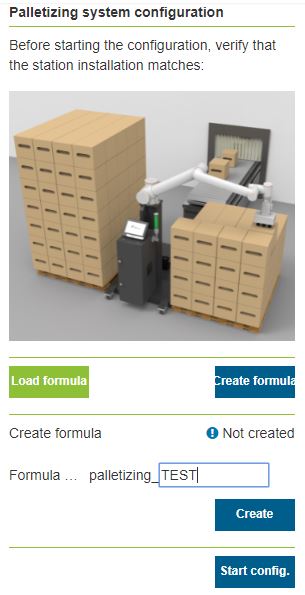 Palletizing system configuration
Before starting the configuration, verify that
the station installation matches:
Load formula
Create formula
Create formula
Not created
Formula ... palletizing_ TEST
Create
Start config.